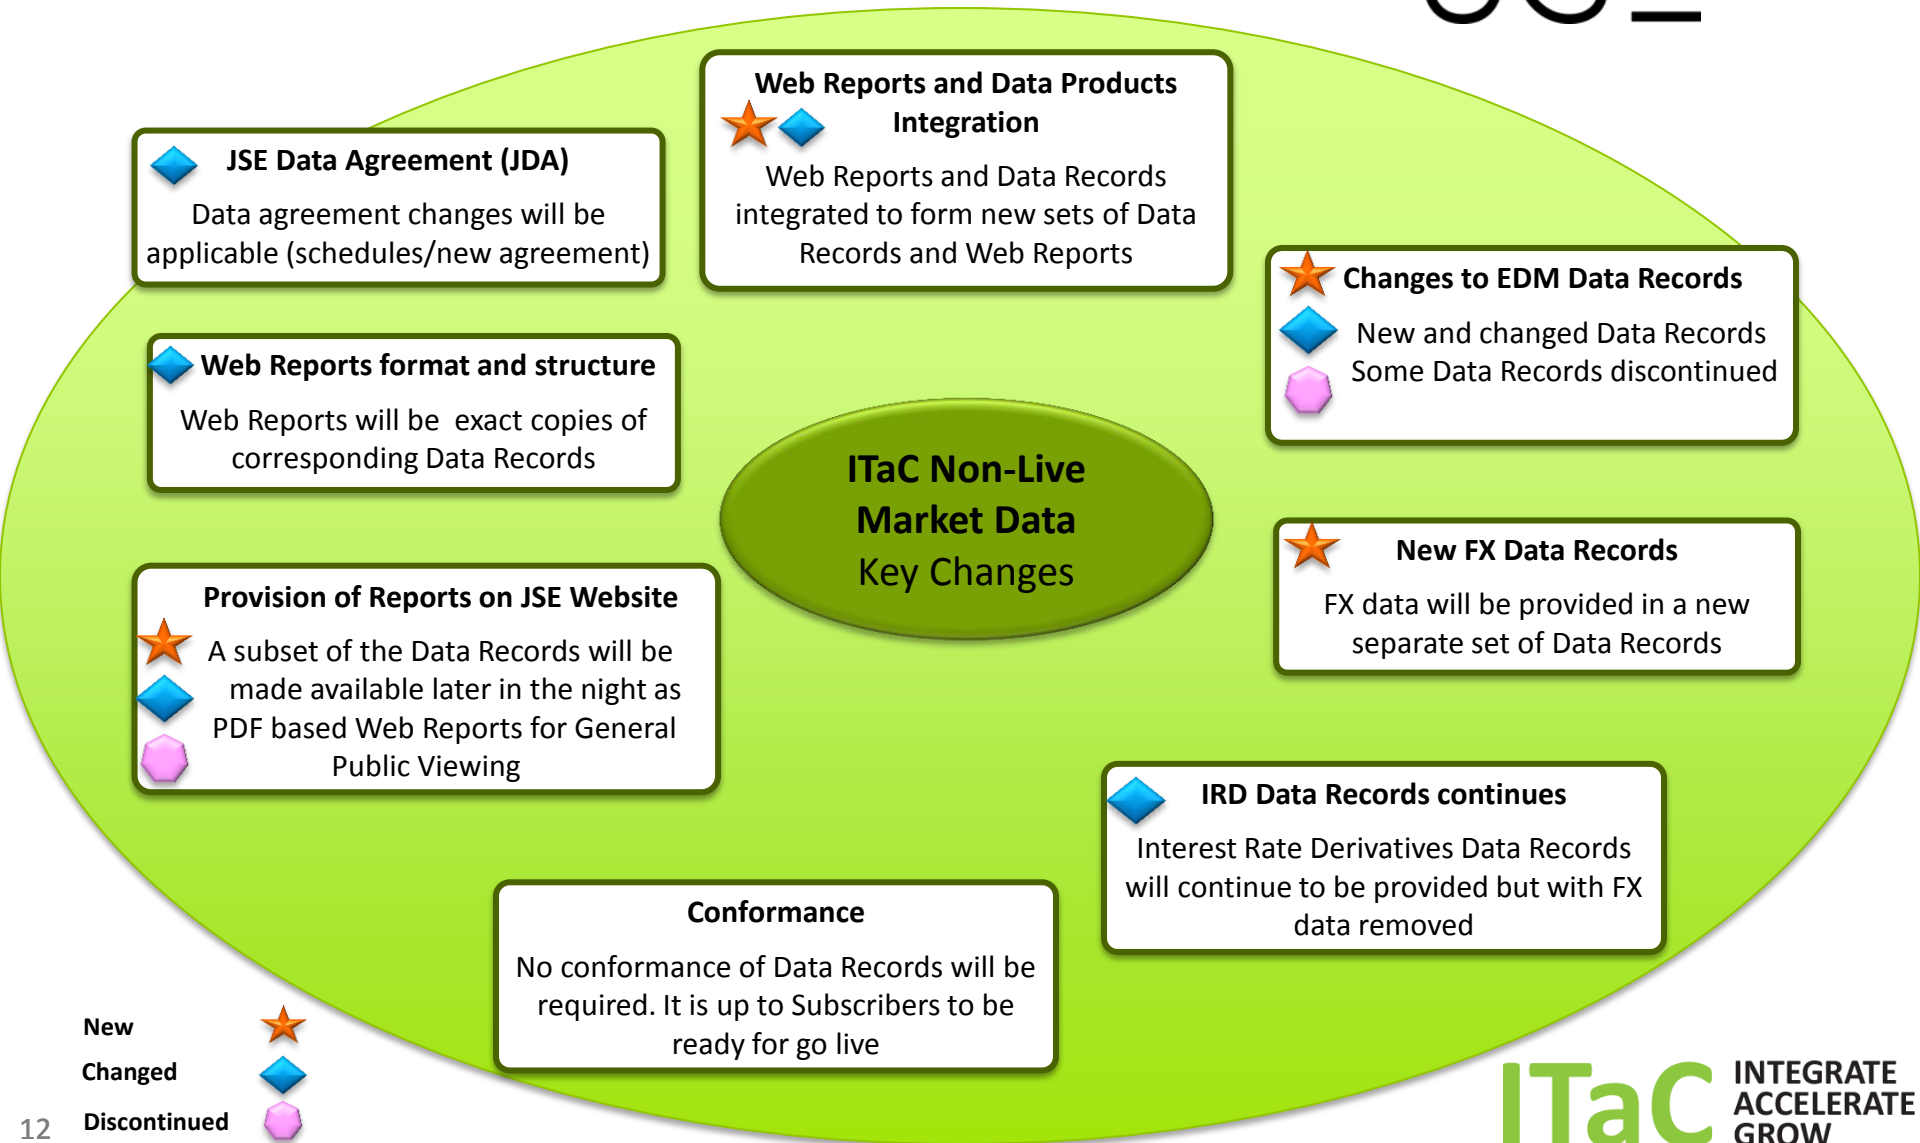 Web Reports and Data Products
Integration
Web Reports and Data Records
integrated to form new sets of Data
Records and Web Reports
JSE Data Agreement (JDA)
Data agreement changes will be
applicable (schedules/new agreement)
Changes to EDM Data Records
New and changed Data Records
Some Data Records discontinued
Web Reports format and structure
Web Reports will be exact copies of
corresponding Data Records
ITaC Non-Live
Market Data
Key Changes
New FX Data Records
FX data will be provided in a new
separate set of Data Records
Provision of Reports on JSE Website
A subset of the Data Records will be
made available later in the night as
PDF based Web Reports for General
Public Viewing
IRD Data Records continues
Interest Rate Derivatives Data Records
will continue to be provided but with FX
data removed
Conformance
No conformance of Data Records will be
required. It is up to Subscribers to be
ready for go live
New
Changed
Discontinued
12
ITaC
INTEGRATE
ACCELERATE
GROW